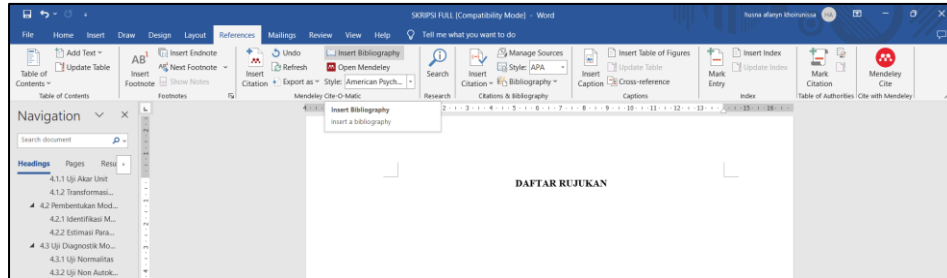 SKRIPSI FULL [Compatibility Mode] - Word
husna afianyn khoirunissa
HA
File Home Insert Draw Design Layout References Mailings Review View Help Tell me what you want to do
Table of Contents
Add Text
Update Table
Table of Contents
AB¹ Insert Footnote
Insert Endnote
Next Footnote
Show Notes
Footnotes
Insert Citation
Undo
Refresh
Export as
Insert Bibliography
Open Mendeley
Style: American Psych...
Mendeley Cite-O-Matic
Search
Research
Insert Citation
Manage Sources
Style: APA
Bibliography
Citations & Bibliography
Insert Caption
Insert Table of Figures
Update Table
Cross-reference
Captions
Mark Entry
Insert Index
Update Index
Index
Mark Citation
Table of Authorities
Mendeley Cite
Cite with Mendeley
Insert Bibliography
Insert a bibliography
Navigation
Search document
Headings Pages Resu
4.1.1 Uji Akar Unit
4.1.2 Transformasi...
4.2 Pembentukan Mod...
4.2.1 Identifikasi M...
4.2.2 Estimasi Para...
4.3 Uji Diagnostik Mo...
4.3.1 Uji Normalitas
4.3.2 Uji Non Autok...
DAFTAR RUJUKAN